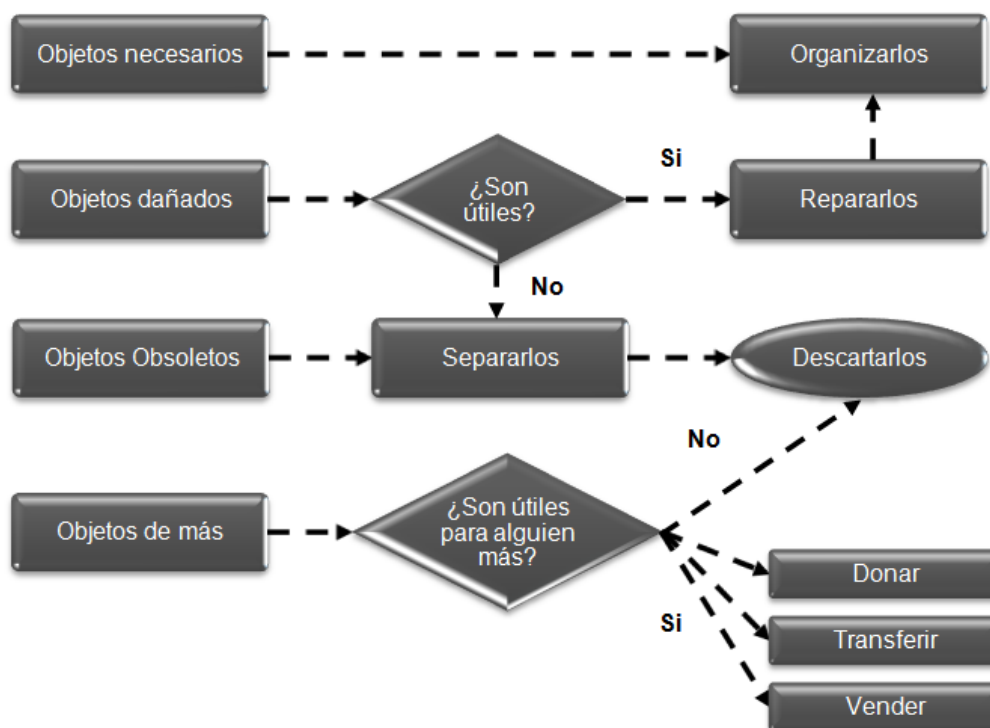 Objetos necesarios
Organizarlos
Objetos dañados
¿Son
útiles?
Si
Repararlos
No
Objetos Obsoletos
Separarlos
Descartarlos
No
Objetos de más
¿Son útiles
para alguien
más?
Si
Donar
Transferir
Vender